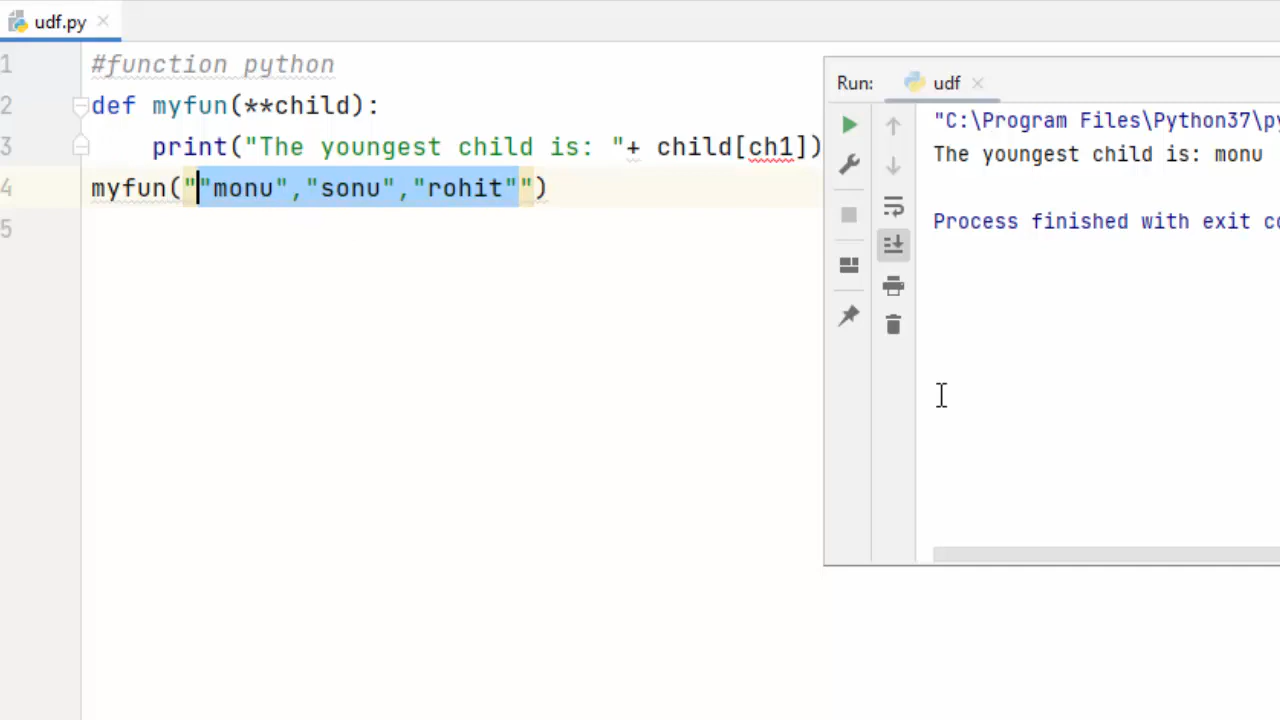 udf.py
1 #function python
2 def myfun(**child):
3 print("The youngest child is: "+ child[ch1])
4 myfun(""monu","sonu","rohit"")
5
Run: udf
"C:\Program Files\Python37\py
The youngest child is: monu
Process finished with exit co